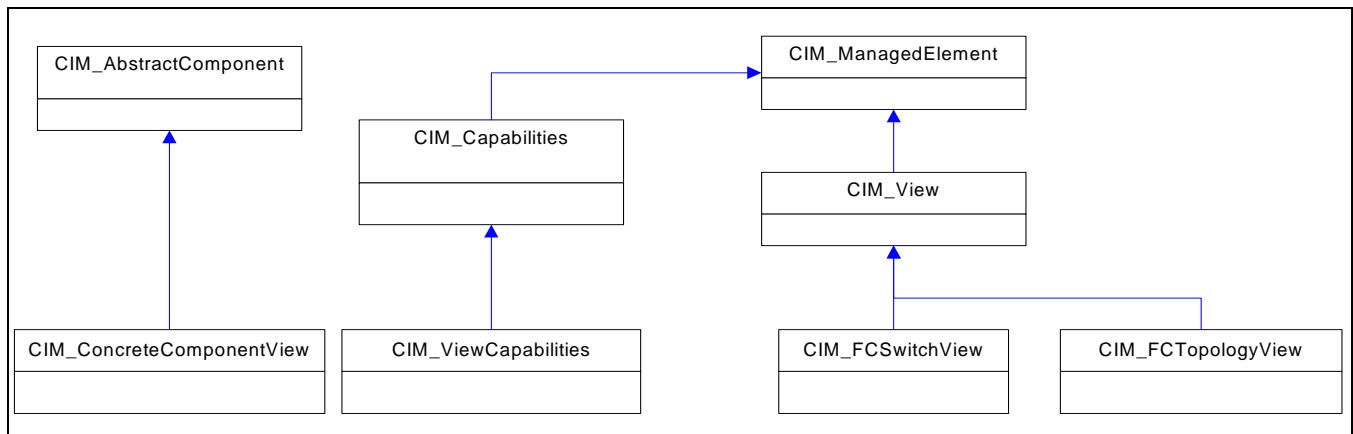 CIM_AbstractComponent
CIM_ManagedElement
CIM_Capabilities
CIM_View
CIM_ConcreteComponentView
CIM_ViewCapabilities
CIM_FCSwitchView
CIM_FCTopologyView